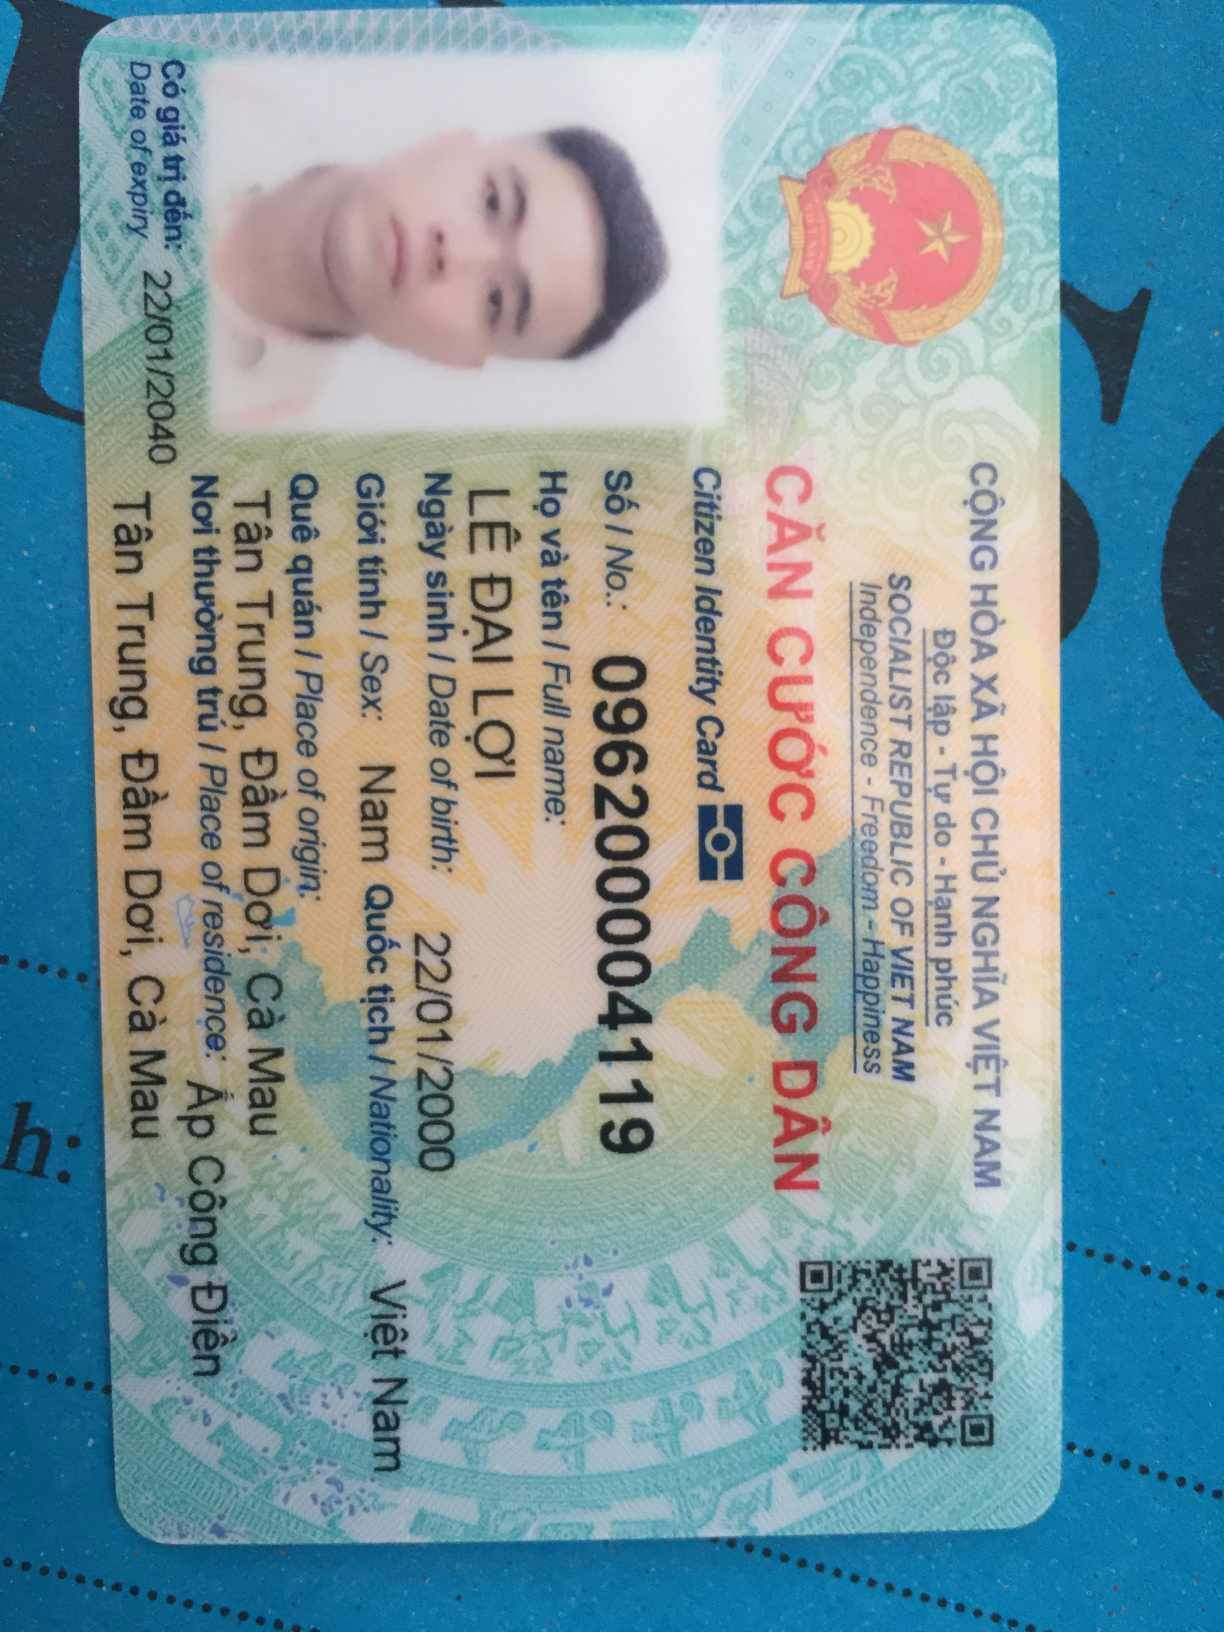 CỘNG HÒA XÃ HỘI CHỦ NGHĨA VIỆT NAM
Độc lập - Tự do - Hạnh phúc
SOCIALIST REPUBLIC OF VIET NAM
Independence - Freedom - Happiness
CĂN CƯỚC CÔNG DÂN
Citizen Identity Card
Số / No.: 096200004119
Họ và tên / Full name:
LÊ ĐẠI LỢI
Ngày sinh / Date of birth: 22/01/2000
Giới tính / Sex: Nam Quốc tịch / Nationality: Việt Nam
Quê quán / Place of origin:
Tân Trung, Đầm Dơi, Cà Mau
Nơi thường trú / Place of residence: Ấp Công Điền
Tân Trung, Đầm Dơi, Cà Mau
Có giá trị đến: 22/01/2040
Date of expiry
h: